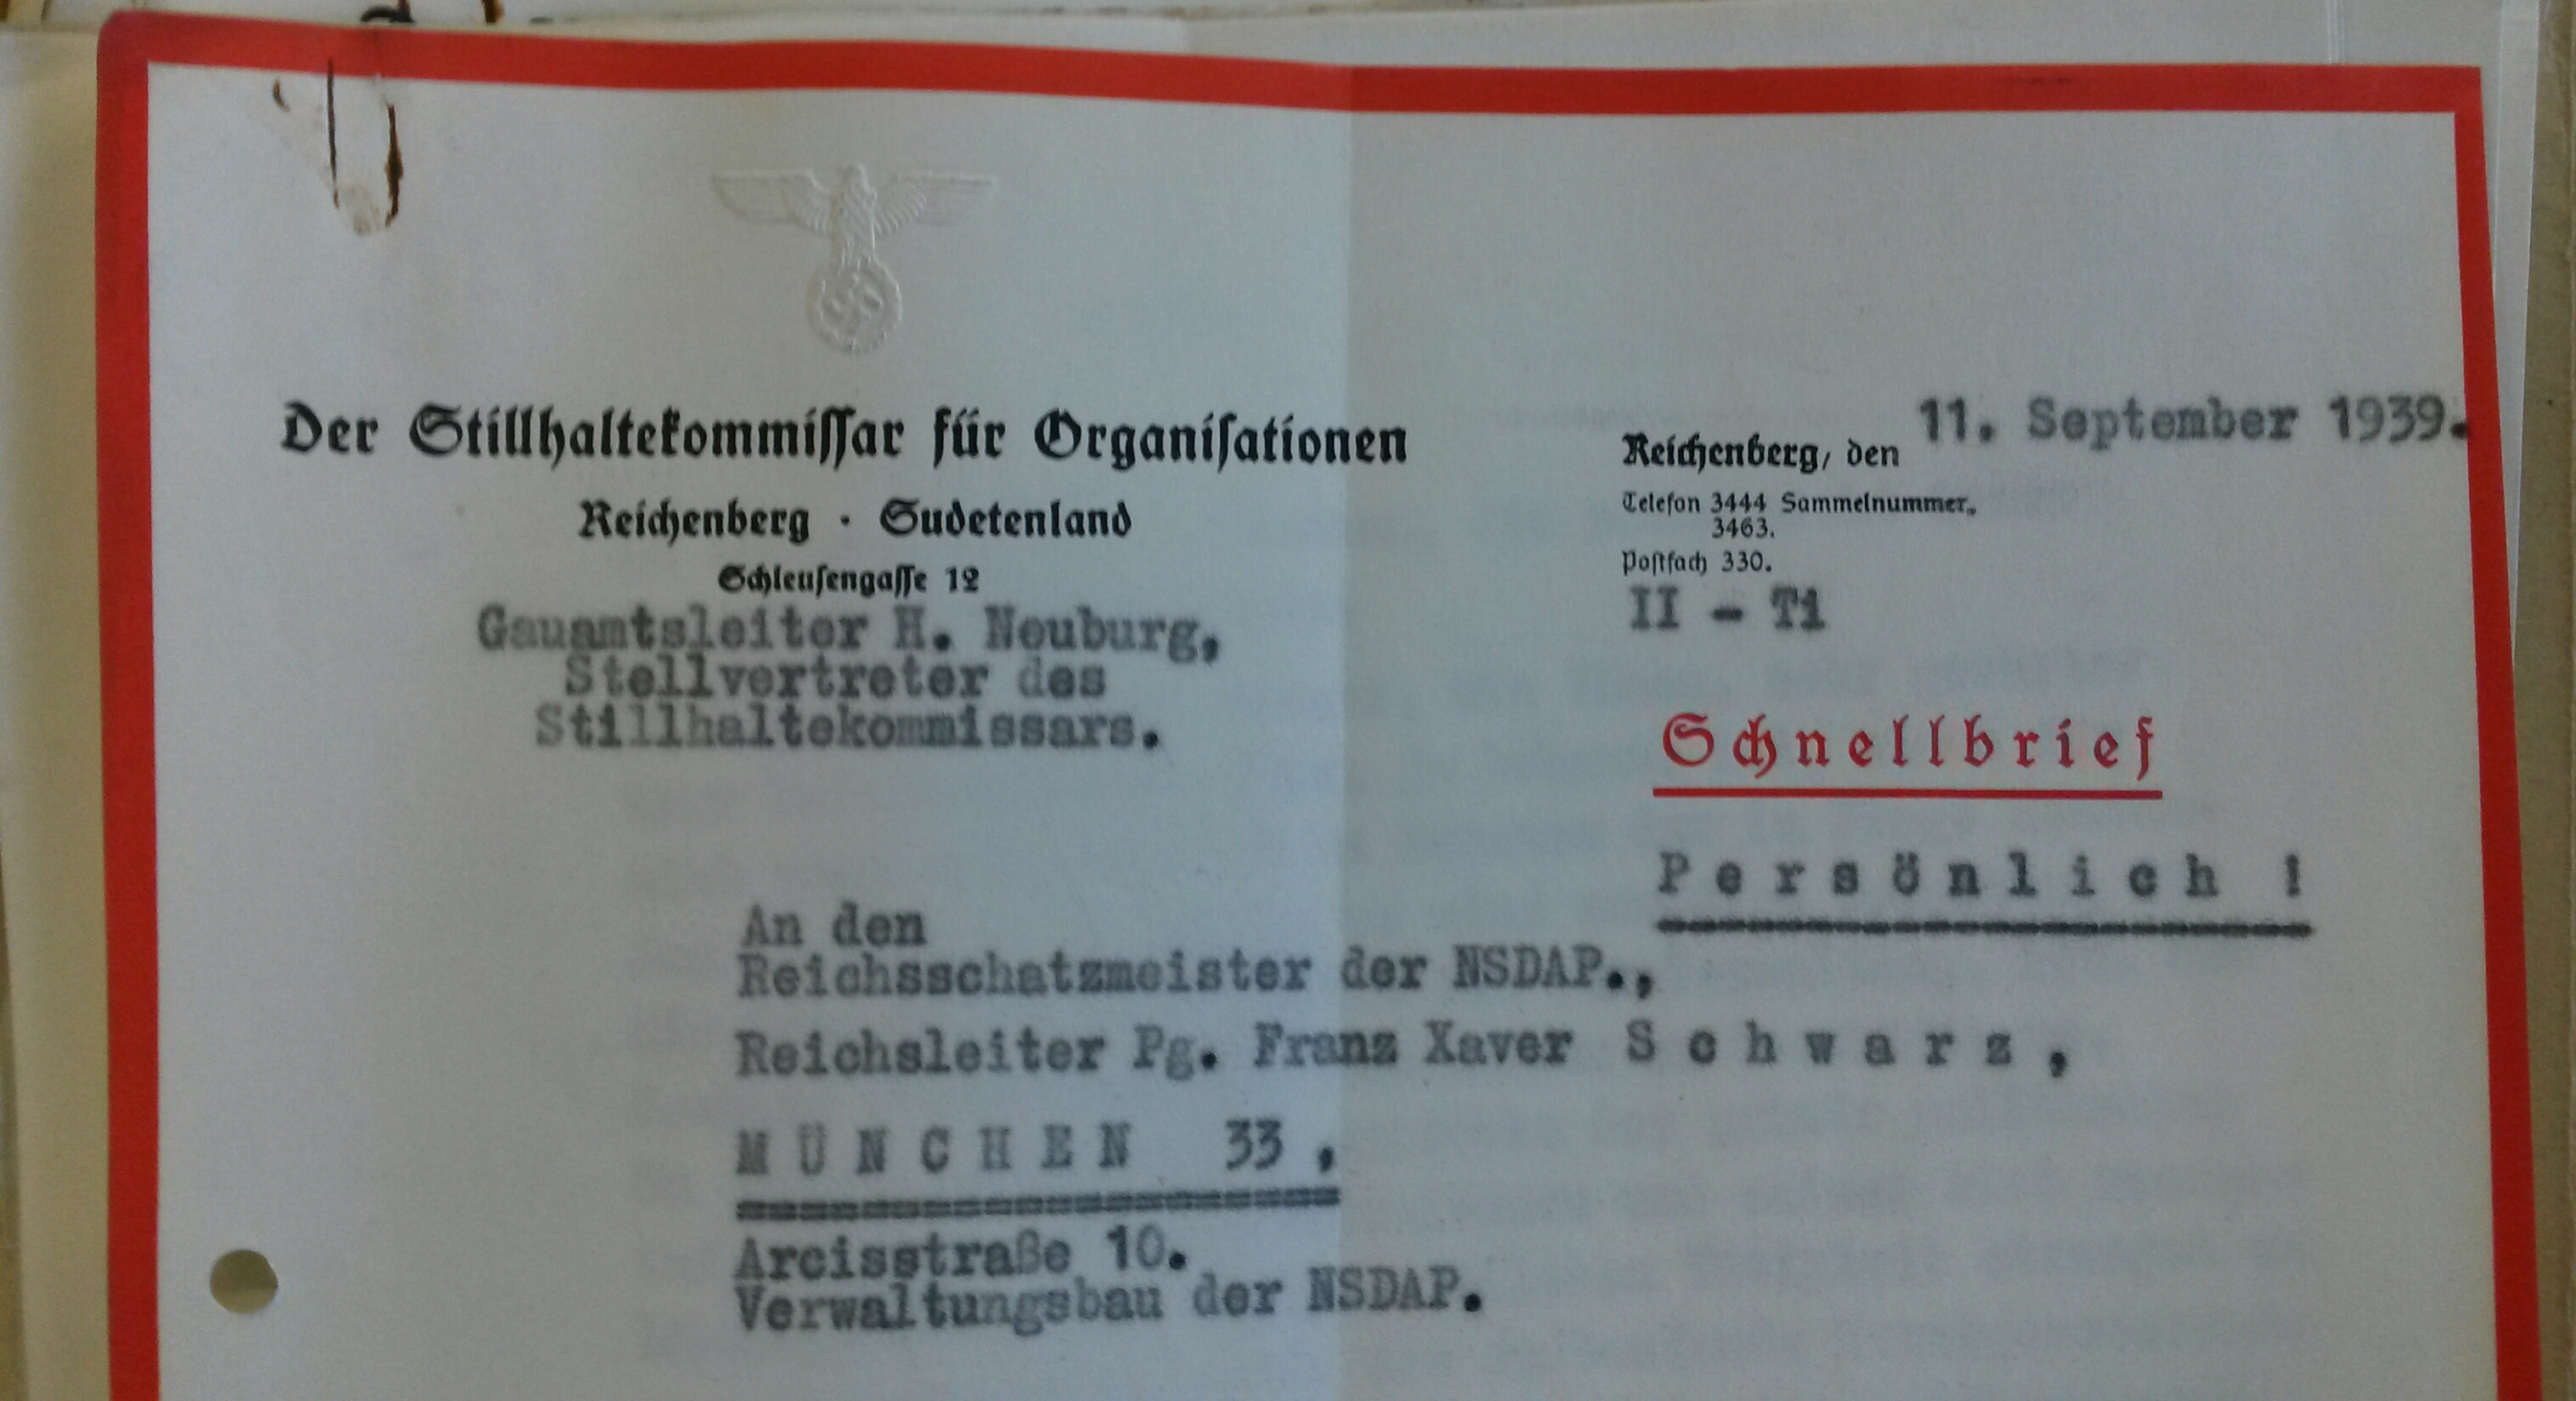 Der Stillhaltekommissar für Organisationen
Reichenberg · Sudetenland
Schleusengasse 12
Gauamtsleiter H. Neuburg,
Stellvertreter des
Stillhaltekommissars.
Reichenberg, den 11. September 1939.
Telefon 3444 Sammelnummer,
3463.
Postfach 330.
II - Ti
Schnellbrief
Persönlich !
An den
Reichsschatzmeister der NSDAP.,
Reichsleiter Pg. Franz Xaver Schwarz,
MÜNCHEN 33,
Arcisstraße 10.
Verwaltungsbau der NSDAP.